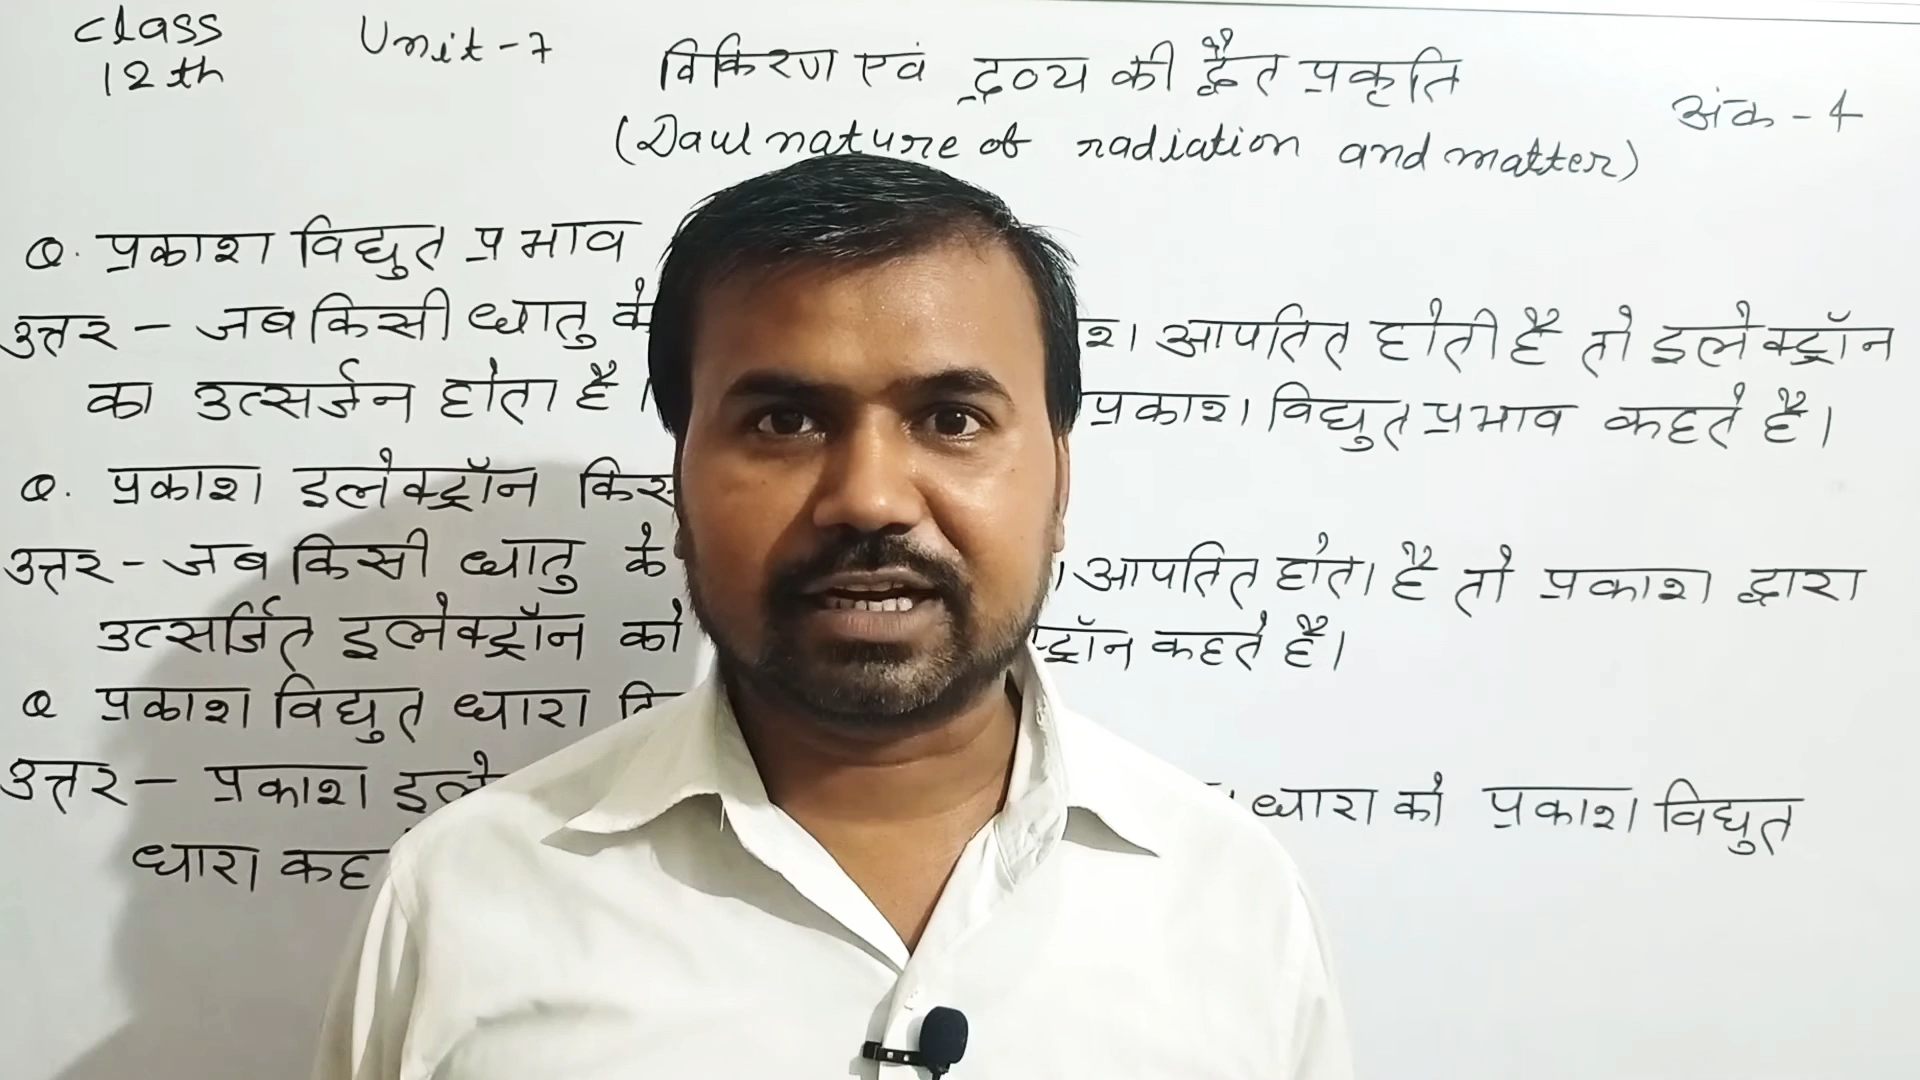 class
12th
Unit-7
विकिरण एवं द्रव्य की द्वैत प्रकृति
(Daul nature of radiation and matter)
अंक - 4
Q. प्रकाश विद्युत प्रभाव
उत्तर - जब किसी धातु के आपतित होती है तो इलेक्ट्रॉन
का उत्सर्जन होता है। प्रकाश विद्युत प्रभाव कहते है।
Q. प्रकाश इलेक्ट्रॉन
उत्तर - जब किसी धातु के आपतित होता है तो प्रकाश द्वारा
उत्सर्जित इलेक्ट्रॉन को कहते हैं।
Q प्रकाश विद्युत धारा
उत्तर - प्रकाश धारा को प्रकाश विद्युत
धारा